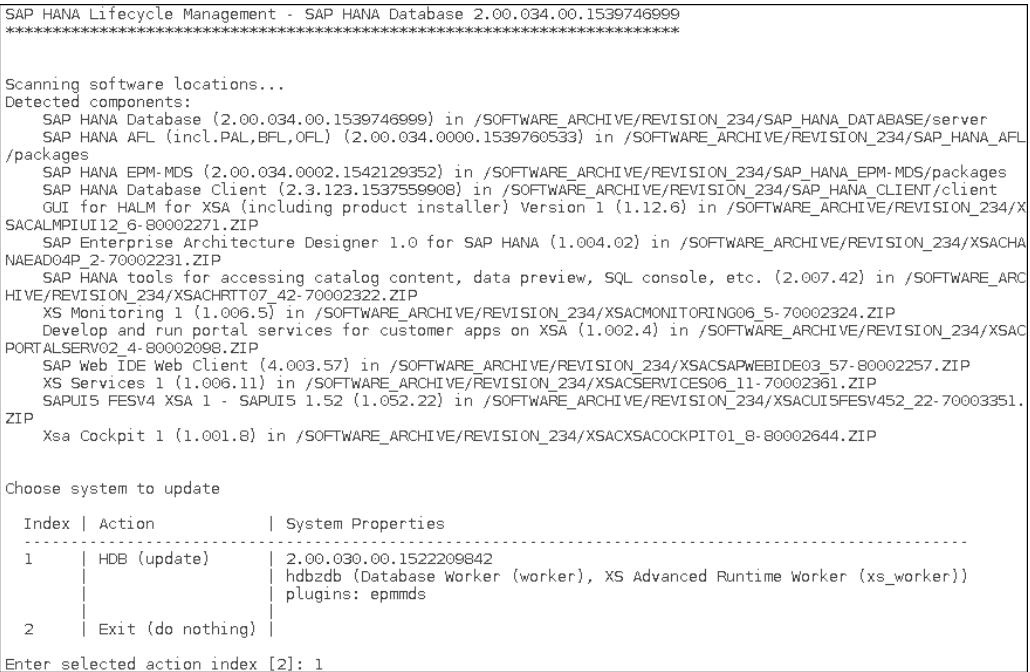 SAP HANA Lifecycle Management - SAP HANA Database 2.00.034.00.1539746999
************************************************************************
Scanning software locations...
Detected components:
    SAP HANA Database (2.00.034.00.1539746999) in /SOFTWARE_ARCHIVE/REVISION_234/SAP_HANA_DATABASE/server
    SAP HANA AFL (incl.PAL,BFL,OFL) (2.00.034.0000.1539760533) in /SOFTWARE_ARCHIVE/REVISION_234/SAP_HANA_AFL
/packages
    SAP HANA EPM-MDS (2.00.034.0002.1542129352) in /SOFTWARE_ARCHIVE/REVISION_234/SAP_HANA_EPM-MDS/packages
    SAP HANA Database Client (2.3.123.1537559908) in /SOFTWARE_ARCHIVE/REVISION_234/SAP_HANA_CLIENT/client
    GUI for HALM for XSA (including product installer) Version 1 (1.12.6) in /SOFTWARE_ARCHIVE/REVISION_234/X
SACALMPIUI12_6-80002271.ZIP
    SAP Enterprise Architecture Designer 1.0 for SAP HANA (1.004.02) in /SOFTWARE_ARCHIVE/REVISION_234/XSACHA
NAEAD04P_2-70002231.ZIP
    SAP HANA tools for accessing catalog content, data preview, SQL console, etc. (2.007.42) in /SOFTWARE_ARC
HIVE/REVISION_234/XSACHRTT07_42-70002322.ZIP
    XS Monitoring 1 (1.006.5) in /SOFTWARE_ARCHIVE/REVISION_234/XSACMONITORING06_5-70002324.ZIP
    Develop and run portal services for customer apps on XSA (1.002.4) in /SOFTWARE_ARCHIVE/REVISION_234/XSAC
PORTALSERV02_4-80002098.ZIP
    SAP Web IDE Web Client (4.003.57) in /SOFTWARE_ARCHIVE/REVISION_234/XSACSAPWEBIDE03_57-80002257.ZIP
    XS Services 1 (1.006.11) in /SOFTWARE_ARCHIVE/REVISION_234/XSACSERVICES06_11-70002361.ZIP
    SAPUI5 FESV4 XSA 1 - SAPUI5 1.52 (1.052.22) in /SOFTWARE_ARCHIVE/REVISION_234/XSACUI5FESV452_22-70003351.
ZIP
    Xsa Cockpit 1 (1.001.8) in /SOFTWARE_ARCHIVE/REVISION_234/XSACXSACOCKPIT01_8-80002644.ZIP
Choose system to update
  Index | Action            | System Properties
  -----------------------------------------------------------------------------------------------
  1     | HDB (update)      | 2.00.030.00.1522209842
        |                   | hdbzdb (Database Worker (worker), XS Advanced Runtime Worker (xs_worker))
        |                   | plugins: epmmds
        |                   |
  2     | Exit (do nothing) |
Enter selected action index [2]: 1